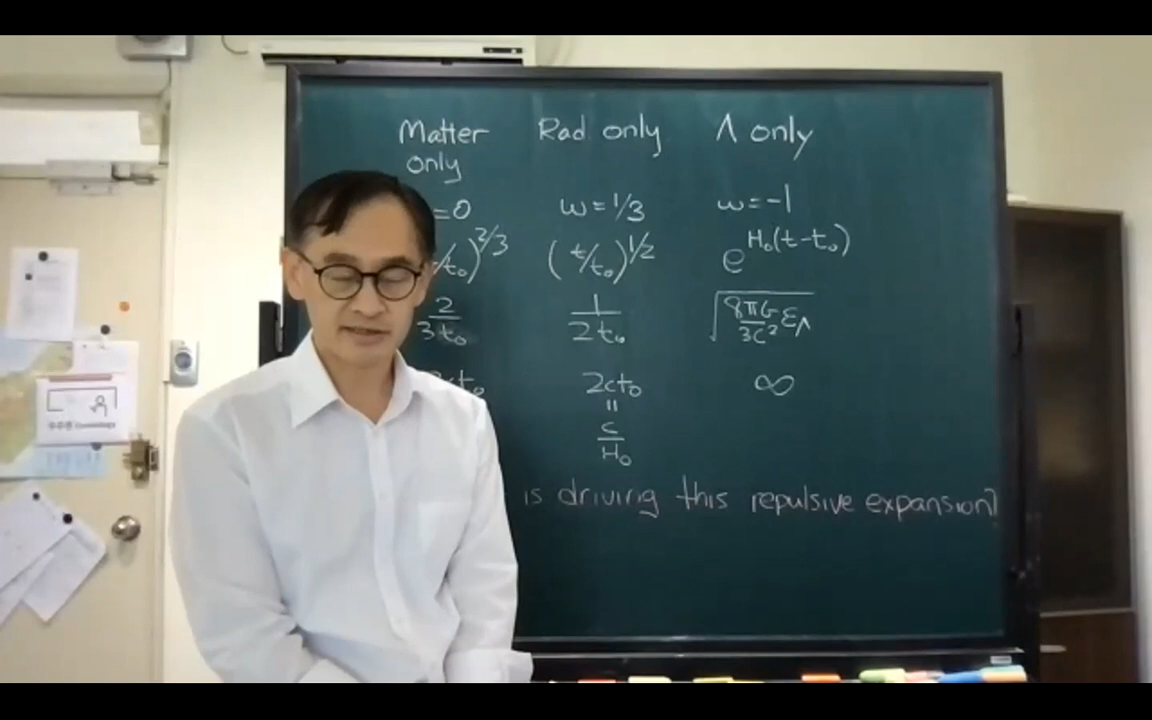 Matter Rad only Λ only
only
=0 w=1/3 w=-1
/t₀)^2/3 (t/t₀)^1/2 e^H₀(t-t₀)
2/3t₀ 1/2t₀ √(8πG/3c² ε_Λ)
ct₀ 2ct₀ ∞
=
c/H₀
is driving this repulsive expansion?